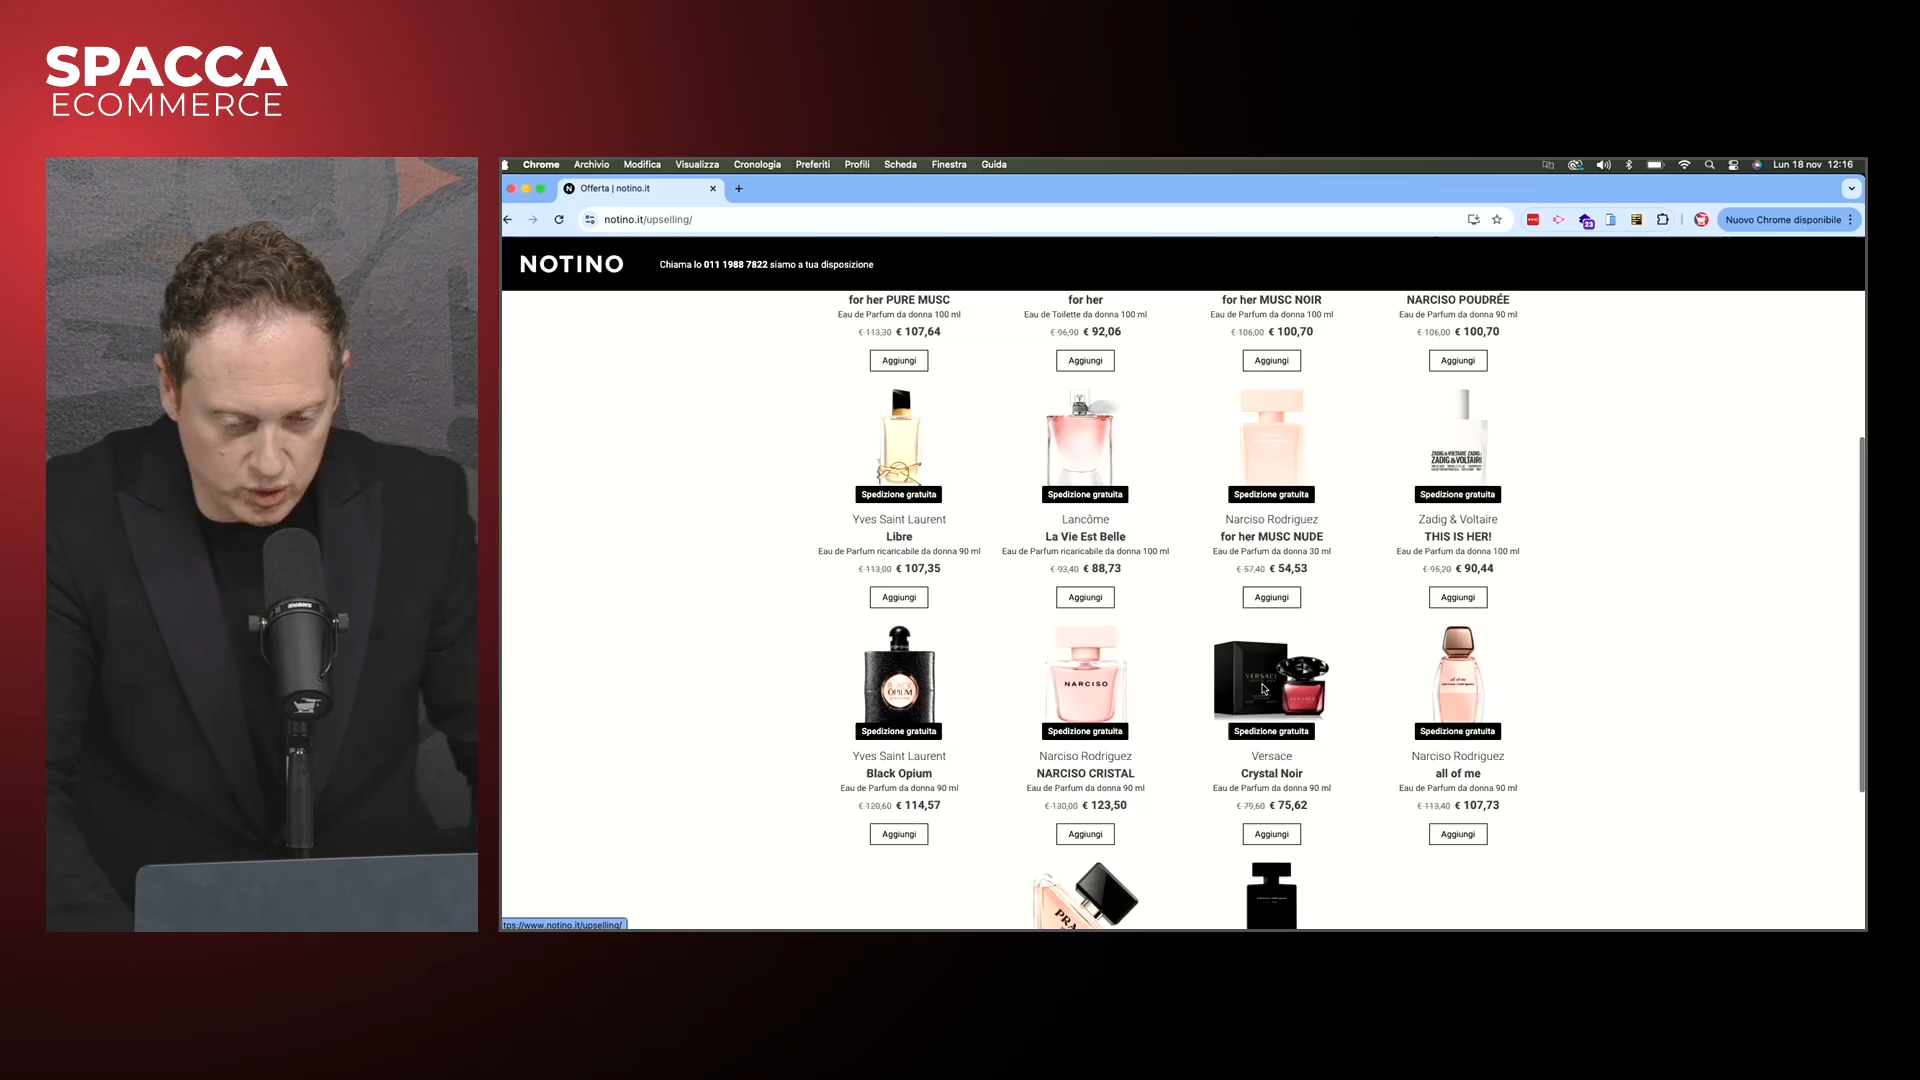 SPACCA
ECOMMERCE
Chrome Archivio Modifica Visualizza Cronologia Preferiti Profili Scheda Finestra Guida
Lun 18 nov 12:16
Offerta | notino.it
notino.it/upselling/
23
Nuovo Chrome disponibile
NOTINO
Chiama lo 011 1988 7822 siamo a tua disposizione
for her PURE MUSC
Eau de Parfum da donna 100 ml
€ 113,30 € 107,64
Aggiungi
for her
Eau de Toilette da donna 100 ml
€ 96,90 € 92,06
Aggiungi
for her MUSC NOIR
Eau de Parfum da donna 100 ml
€ 106,00 € 100,70
Aggiungi
NARCISO POUDRÉE
Eau de Parfum da donna 90 ml
€ 106,00 € 100,70
Aggiungi
Spedizione gratuita
Yves Saint Laurent
Libre
Eau de Parfum ricaricabile da donna 90 ml
€ 113,00 € 107,35
Aggiungi
Spedizione gratuita
Lancôme
La Vie Est Belle
Eau de Parfum ricaricabile da donna 100 ml
€ 93,40 € 88,73
Aggiungi
Spedizione gratuita
Narciso Rodriguez
for her MUSC NUDE
Eau de Parfum da donna 30 ml
€ 57,40 € 54,53
Aggiungi
ZADIG & VOLTAIRE ZADIG
ZADIG & VOLTAIRE
Spedizione gratuita
Zadig & Voltaire
THIS IS HER!
Eau de Parfum da donna 100 ml
€ 95,20 € 90,44
Aggiungi
BLACK
OPIUM
Spedizione gratuita
Yves Saint Laurent
Black Opium
Eau de Parfum da donna 90 ml
€ 120,60 € 114,57
Aggiungi
NARCISO
Spedizione gratuita
Narciso Rodriguez
NARCISO CRISTAL
Eau de Parfum da donna 90 ml
€ 130,00 € 123,50
Aggiungi
VERSACE
Spedizione gratuita
Versace
Crystal Noir
Eau de Parfum da donna 90 ml
€ 79,60 € 75,62
Aggiungi
all of me
Spedizione gratuita
Narciso Rodriguez
all of me
Eau de Parfum da donna 90 ml
€ 113,40 € 107,73
Aggiungi
PRA
tps://www.notino.it/upselling/